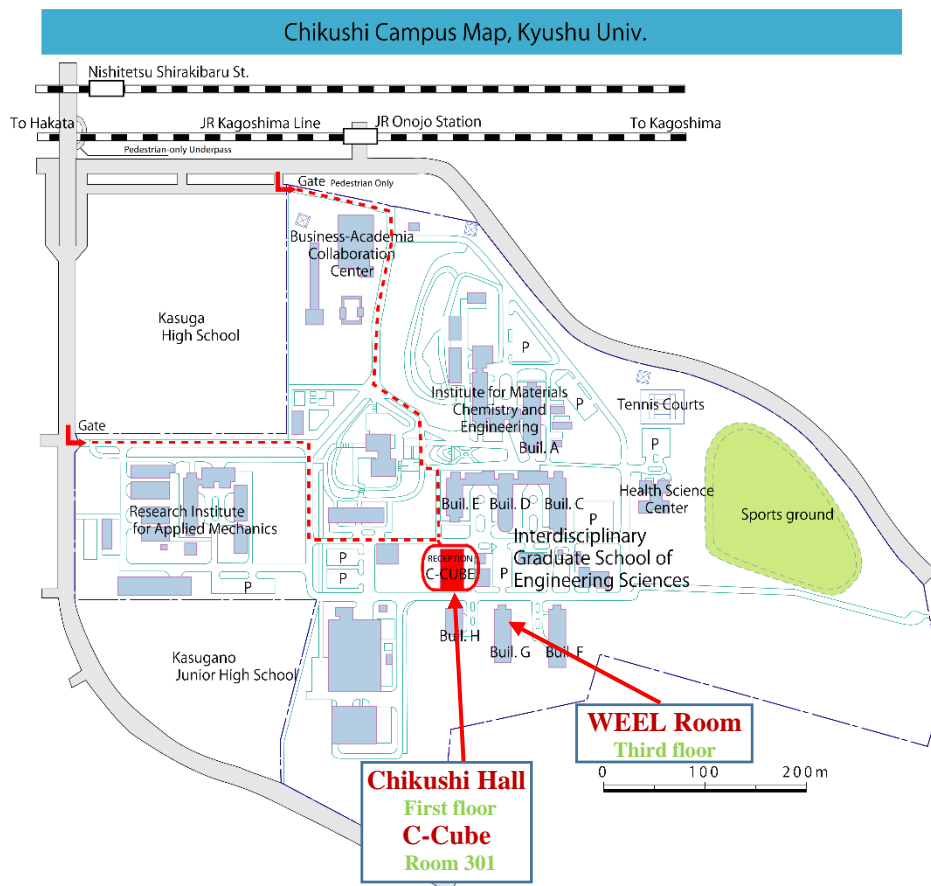 Chikushi Campus Map, Kyushu Univ.
Nishitetsu Shirakibaru St.
To Hakata
JR Kagoshima Line
JR Onojo Station
To Kagoshima
Pedestrian-only Underpass
Gate Pedestrian Only
Business-Academia
Collaboration
Center
Kasuga
High School
P
Institute for Materials
Chemistry and
Engineering
P
Tennis Courts
Gate
Buil. A
P
Research Institute
for Applied Mechanics
Buil. E
Buil. D
Buil. C
Health Science
Center
P
Sports ground
Interdisciplinary
Graduate School of
Engineering Sciences
P
P
RECEPTION
C-CUBE
P
P
Buil. H
Buil. G
Buil. F
Kasugano
Junior High School
WEEL Room
Third floor
Chikushi Hall
First floor
C-Cube
Room 301
0 100 200m